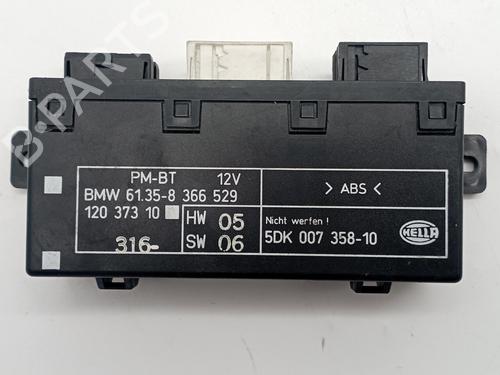 B-PARTS
PM-BT 12V
BMW 61.35-8 366 529
120 373 10
HW 05
316-
SW 06
> ABS <
Nicht werfen !
5DK 007 358-10
HELLA